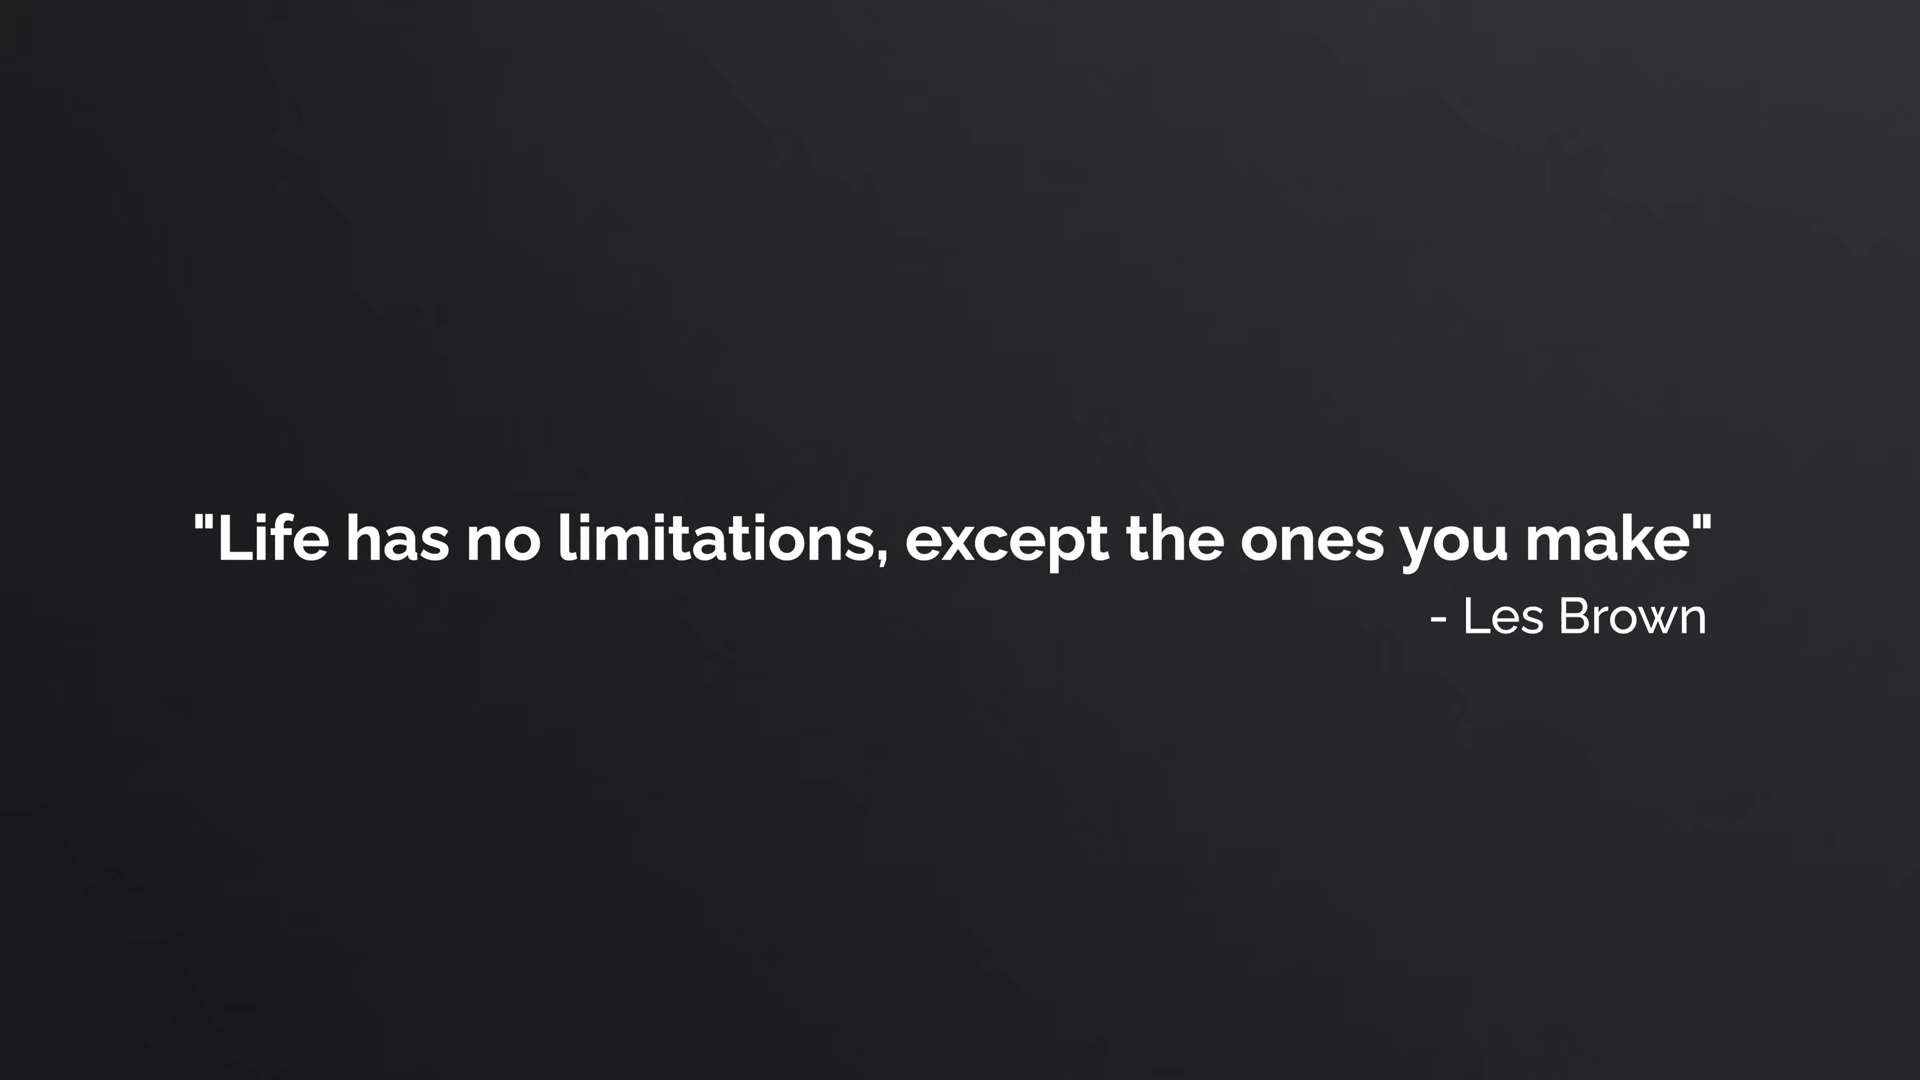 "Life has no limitations, except the ones you make"
- Les Brown